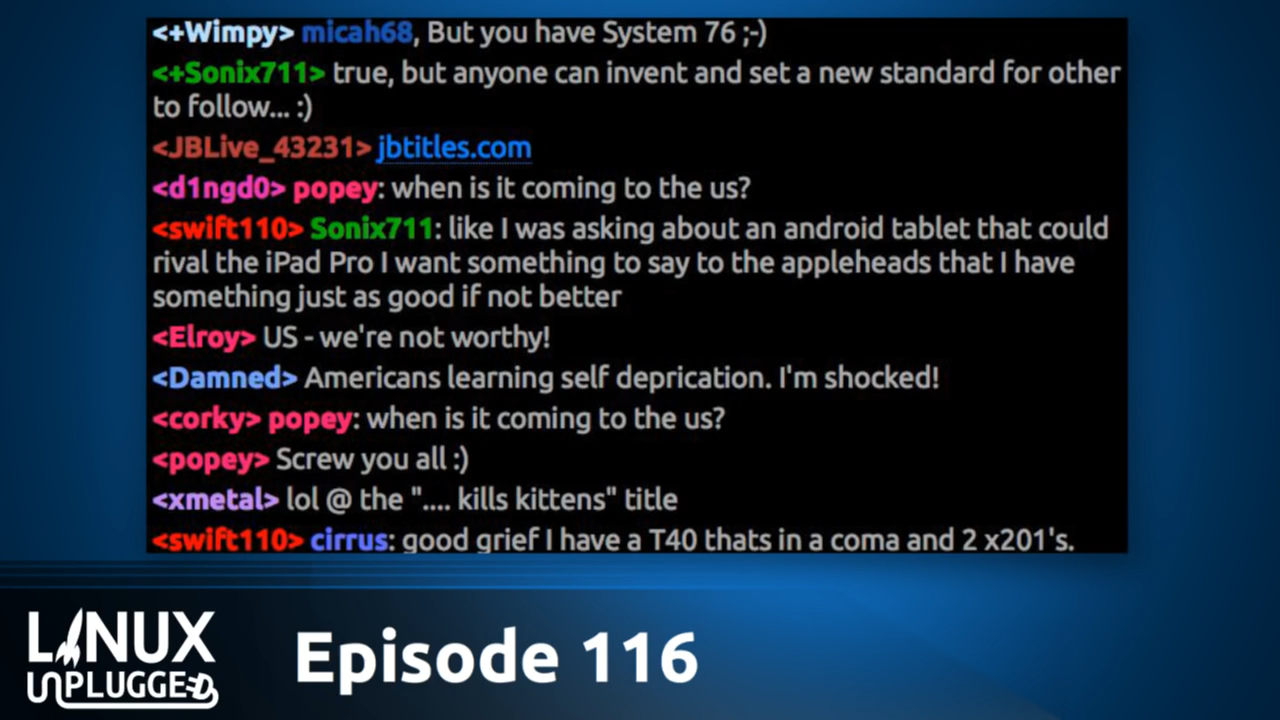 <+Wimpy> micah68, But you have System 76 ;-)
<+Sonix711> true, but anyone can invent and set a new standard for other
to follow... :)
<JBLive_43231> jbtitles.com
<d1ngd0> popey: when is it coming to the us?
<swift110> Sonix711: like I was asking about an android tablet that could
rival the iPad Pro I want something to say to the appleheads that I have
something just as good if not better
<Elroy> US - we're not worthy!
<Damned> Americans learning self deprication. I'm shocked!
<corky> popey: when is it coming to the us?
<popey> Screw you all :)
<xmetal> lol @ the ".... kills kittens" title
<swift110> cirrus: good grief I have a T40 thats in a coma and 2 x201's.
LINUX
UNPLUGGED
Episode 116